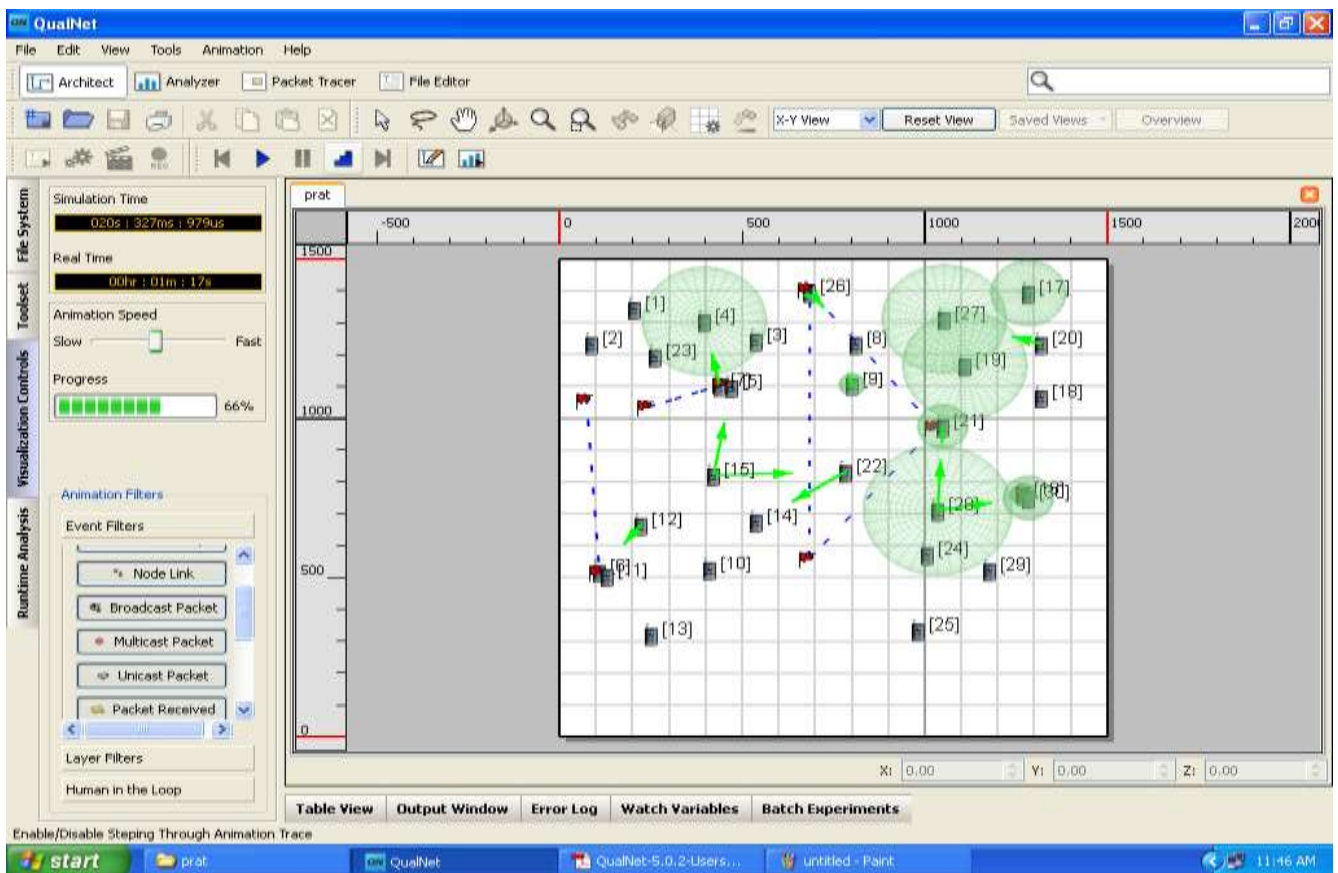 QualNet
File Edit View Tools Animation Help
Architect Analyzer Packet Tracer File Editor
X-Y View Reset View Saved Views Overview
File System
Toolset
Visualization Controls
Runtime Analysis
Simulation Time
020s : 327ms : 979us
Real Time
00hr : 01m : 17s
Animation Speed
Slow Fast
Progress
66%
Animation Filters
Event Filters
Node Link
Broadcast Packet
Multicast Packet
Unicast Packet
Packet Received
Layer Filters
Human in the Loop
prat
-500 0 500 1000 1500 200
1500
1000
500
0
[26] [17]
[1] [4] [27]
[2] [23] [3] [8] [20]
[19]
[9] [18]
[21]
[15] [22]
[28]
[12] [14]
[24]
[10] [29]
[13] [25]
X: 0.00 Y: 0.00 Z: 0.00
Table View Output Window Error Log Watch Variables Batch Experiments
Enable/Disable Steping Through Animation Trace
start prat QualNet QualNet-5.0.2-Users... untitled - Paint 11:46 AM